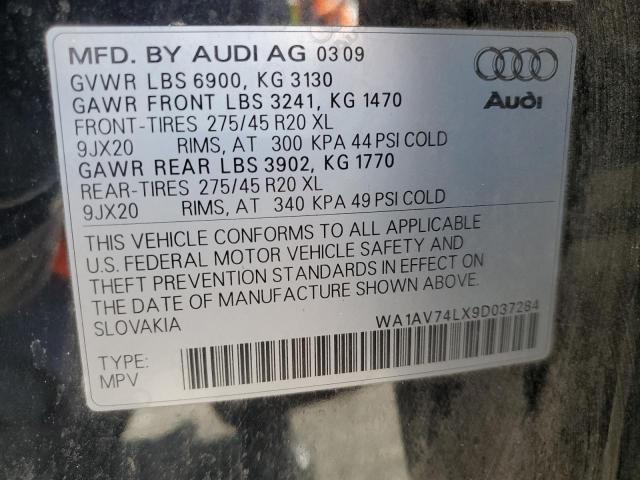 MFD. BY AUDI AG 03 09
GVWR LBS 6900, KG 3130
GAWR FRONT LBS 3241, KG 1470
FRONT-TIRES 275/45 R20 XL
9JX20 RIMS, AT 300 KPA 44 PSI COLD
GAWR REAR LBS 3902, KG 1770
REAR-TIRES 275/45 R20 XL
9JX20 RIMS, AT 340 KPA 49 PSI COLD
Audi
THIS VEHICLE CONFORMS TO ALL APPLICABLE
U.S. FEDERAL MOTOR VEHICLE SAFETY AND
THEFT PREVENTION STANDARDS IN EFFECT ON
THE DATE OF MANUFACTURE SHOWN ABOVE.
SLOVAKIA WA1AV74LX9D037284
TYPE:
MPV